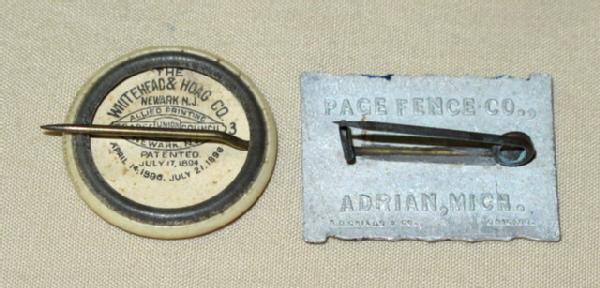 THE
WHITEHEAD & HOAG CO.
NEWARK N.J.
ALLIED PRINTING
TRADES UNION COUNCIL 3
NEWARK N.J.
PATENTED
JULY 17, 1894
APRIL 14, 1896. JULY 21, 1896
PAGE FENCE CO.,
ADRIAN, MICH.
CHICAGO.